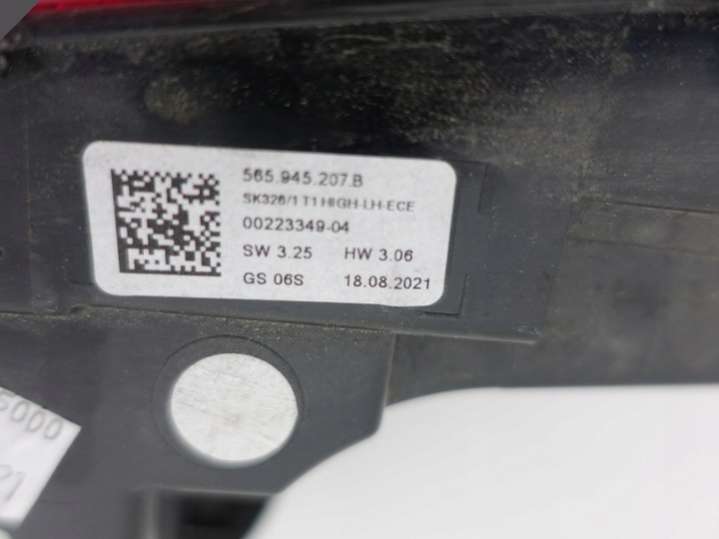 565.945.207.B
SK326/1 T1 HIGH-LH-ECE
00223349-04
SW 3.25 HW 3.06
GS 06S 18.08.2021